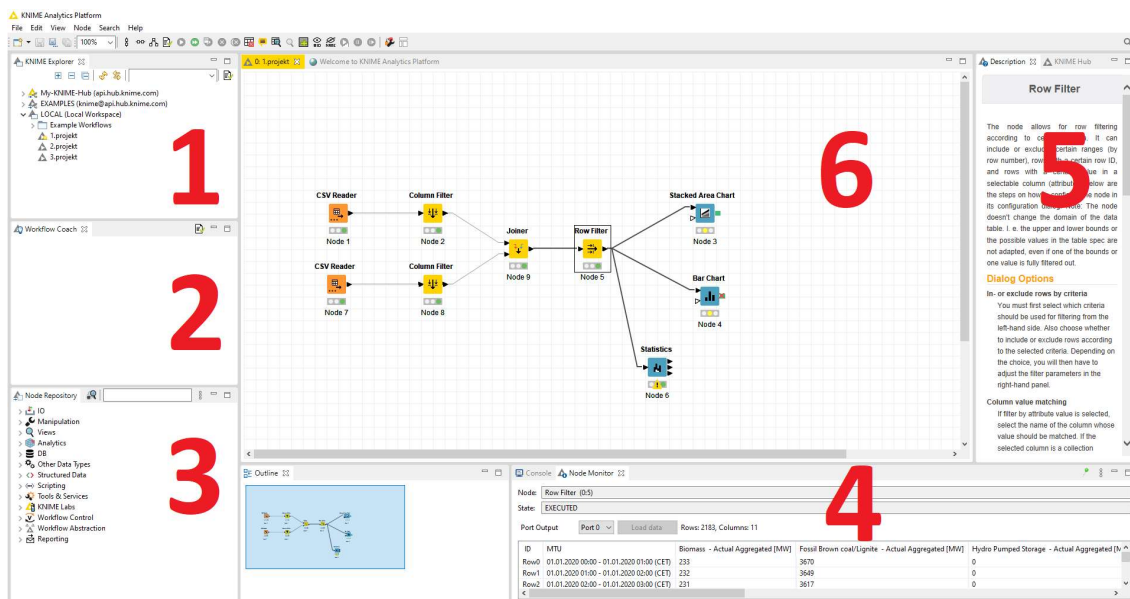 KNIME Analytics Platform
File Edit View Node Search Help
100%
KNIME Explorer
My-KNIME-Hub (api.hub.knime.com)
EXAMPLES (knime@api.hub.knime.com)
LOCAL (Local Workspace)
Example Workflows
1.projekt
2.projekt
3.projekt
1
Workflow Coach
2
Node Repository
IO
Manipulation
Views
Analytics
DB
Other Data Types
Structured Data
Scripting
Tools & Services
KNIME Labs
Workflow Control
Workflow Abstraction
Reporting
3
0: 1.projekt Welcome to KNIME Analytics Platform
6
CSV Reader
Node 1
Column Filter
Node 2
CSV Reader
Node 7
Column Filter
Node 8
Joiner
Node 9
Row Filter
Node 5
Stacked Area Chart
Node 3
Bar Chart
Node 4
Statistics
Node 6
Outline
Console Node Monitor
Node: Row Filter (0:5)
State: EXECUTED
Port Output Port 0 Load data Rows: 2183, Columns: 11
ID MTU Biomass - Actual Aggregated [MW] Fossil Brown coal/Lignite - Actual Aggregated [MW] Hydro Pumped Storage - Actual Aggregated
Row0 01.01.2020 00:00 - 01.01.2020 01:00 (CET) 233 3670 0
Row1 01.01.2020 01:00 - 01.01.2020 02:00 (CET) 232 3649 0
Row2 01.01.2020 02:00 - 01.01.2020 03:00 (CET) 231 3617 0
4
Description KNIME Hub
Row Filter
The node allows for row filtering
according to It can
include or certain ranges (by
row number), a certain row ID,
and rows with a in a
selectable column below are
the steps on node in
its configuration The node
doesn't change the domain of the data
table. I. e. the upper and lower bounds or
the possible values in the table spec are
not adapted, even if one of the bounds or
one value is fully filtered out.
Dialog Options
In- or exclude rows by criteria
You must first select which criteria
should be used for filtering from the
left-hand side. Also choose whether
to include or exclude rows according
to the selected criteria. Depending on
the choice, you will then have to
adjust the filter parameters in the
right-hand panel.
Column value matching
If filter by attribute value is selected,
select the name of the column whose
value should be matched. If the
selected column is a collection
5